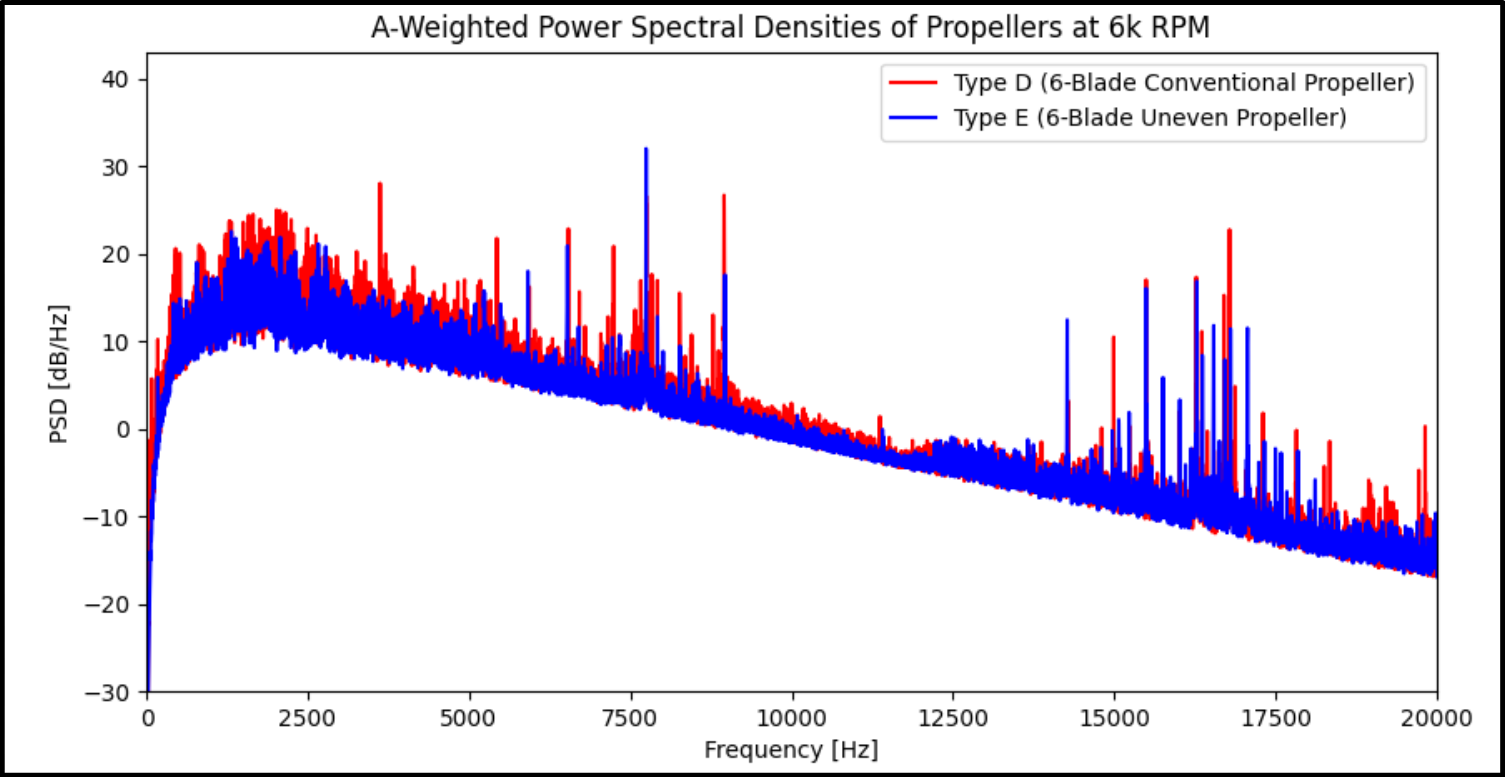 A-Weighted Power Spectral Densities of Propellers at 6k RPM
Type D (6-Blade Conventional Propeller)
Type E (6-Blade Uneven Propeller)
PSD [dB/Hz]
40
30
20
10
0
−10
−20
−30
0 2500 5000 7500 10000 12500 15000 17500 20000
Frequency [Hz]